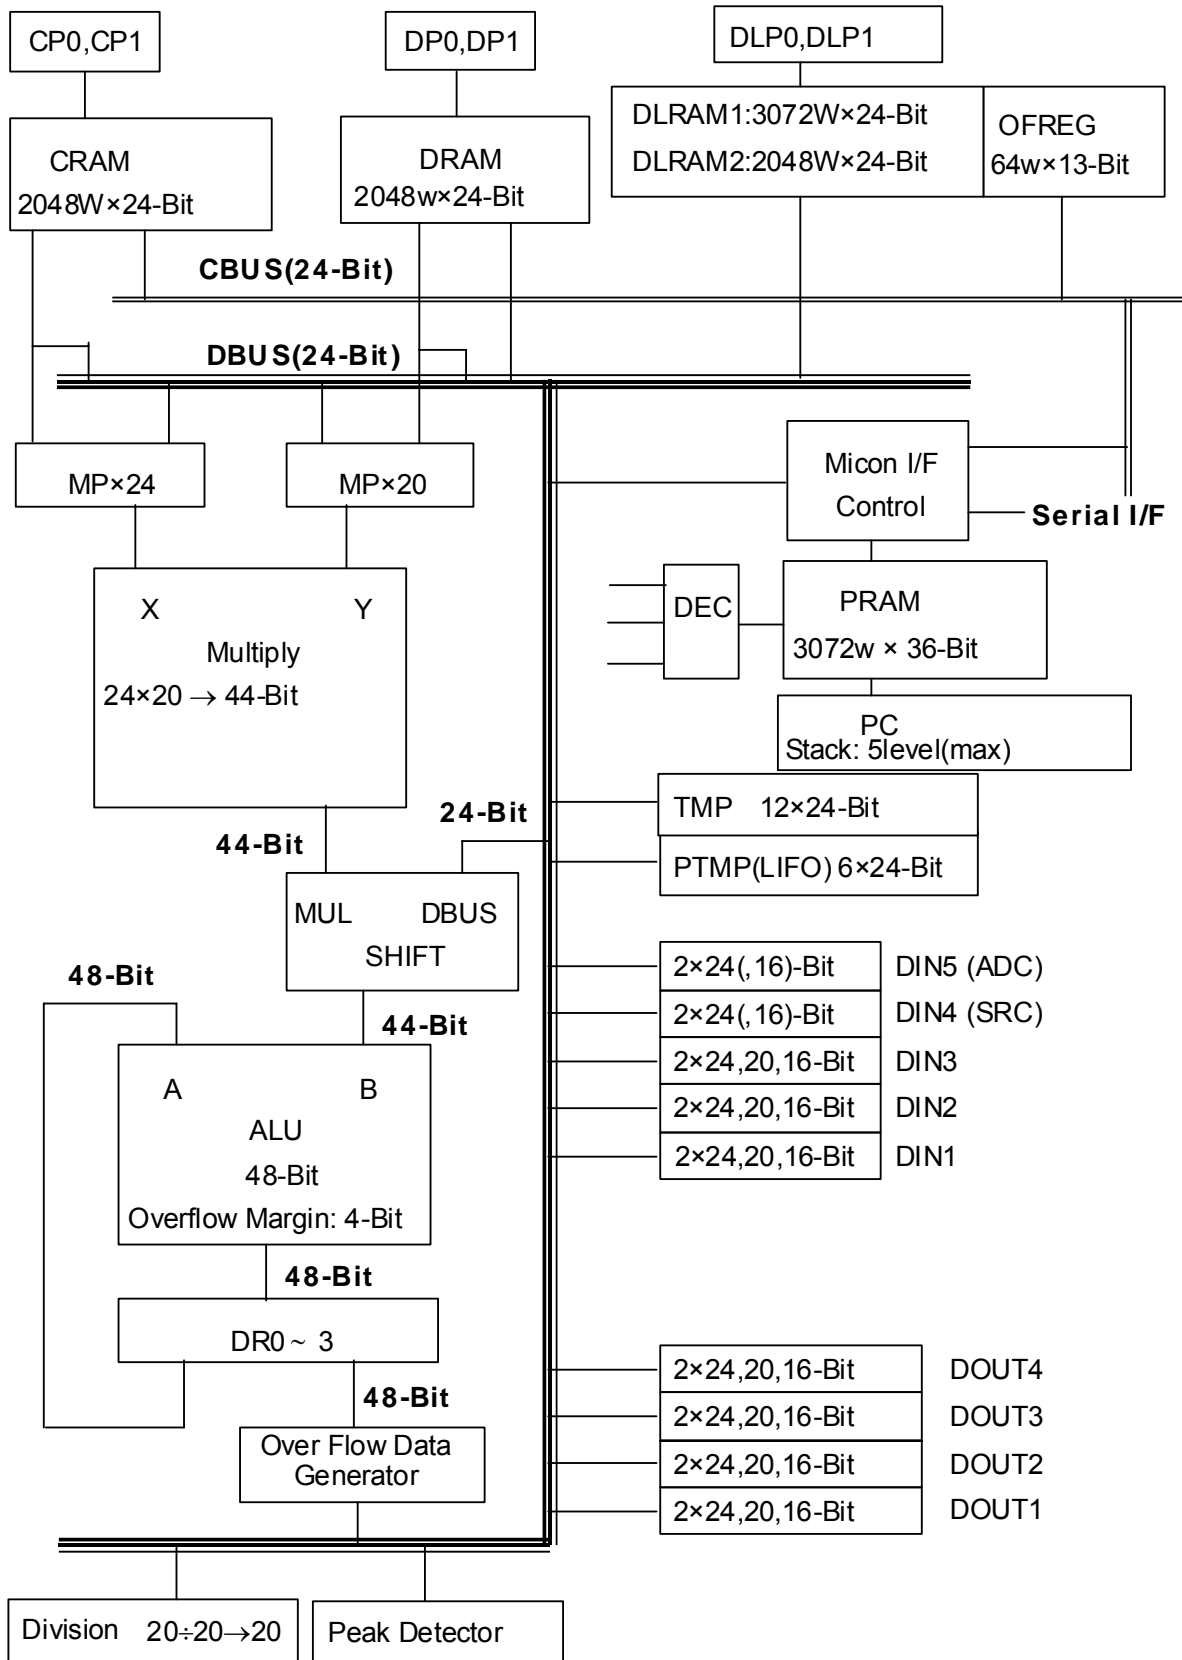 CP0,CP1
DP0,DP1
DLP0,DLP1
CRAM
2048W×24-Bit
DRAM
2048w×24-Bit
DLRAM1:3072W×24-Bit
DLRAM2:2048W×24-Bit
OFREG
64w×13-Bit
CBUS(24-Bit)
DBUS(24-Bit)
MP×24
MP×20
Micon I/F
Control
Serial I/F
X
Y
Multiply
24×20 → 44-Bit
DEC
PRAM
3072w × 36-Bit
PC
Stack: 5level(max)
TMP 12×24-Bit
PTMP(LIFO) 6×24-Bit
44-Bit
24-Bit
MUL
DBUS
SHIFT
48-Bit
44-Bit
2×24(,16)-Bit DIN5 (ADC)
2×24(,16)-Bit DIN4 (SRC)
2×24,20,16-Bit DIN3
2×24,20,16-Bit DIN2
2×24,20,16-Bit DIN1
A
B
ALU
48-Bit
Overflow Margin: 4-Bit
48-Bit
DR0 ~ 3
48-Bit
Over Flow Data
Generator
2×24,20,16-Bit DOUT4
2×24,20,16-Bit DOUT3
2×24,20,16-Bit DOUT2
2×24,20,16-Bit DOUT1
Division 20÷20→20
Peak Detector